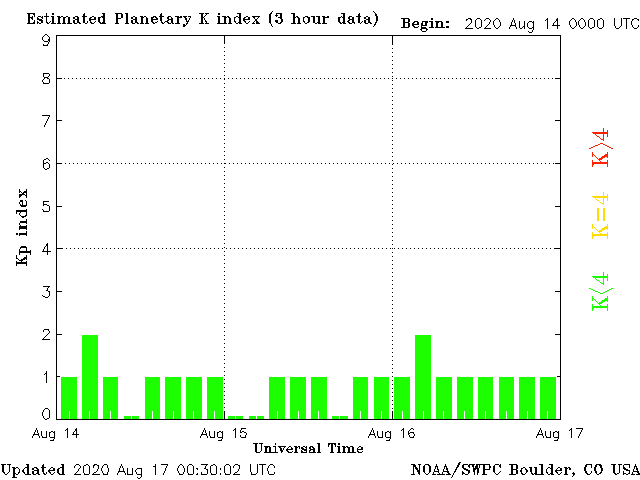 Estimated Planetary K index (3 hour data) Begin: 2020 Aug 14 0000 UTC
9
8
7
6
5
4
3
2
1
0
Kp index
K>4
K=4
K<4
Aug 14 Aug 15 Aug 16 Aug 17
Universal Time
Updated 2020 Aug 17 00:30:02 UTC NOAA/SWPC Boulder, CO USA